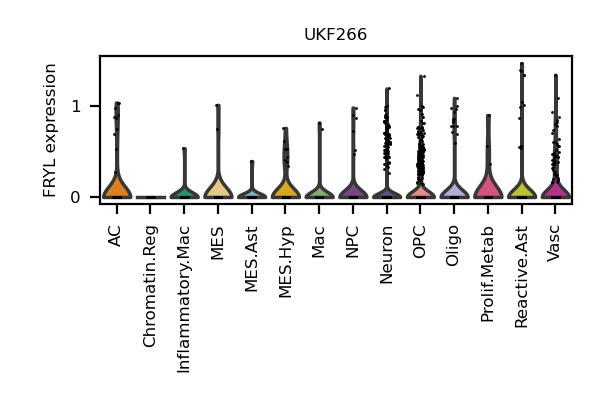 UKF266
FRYL expression
1
0
AC
Chromatin.Reg
Inflammatory.Mac
MES
MES.Ast
MES.Hyp
Mac
NPC
Neuron
OPC
Oligo
Prolif.Metab
Reactive.Ast
Vasc